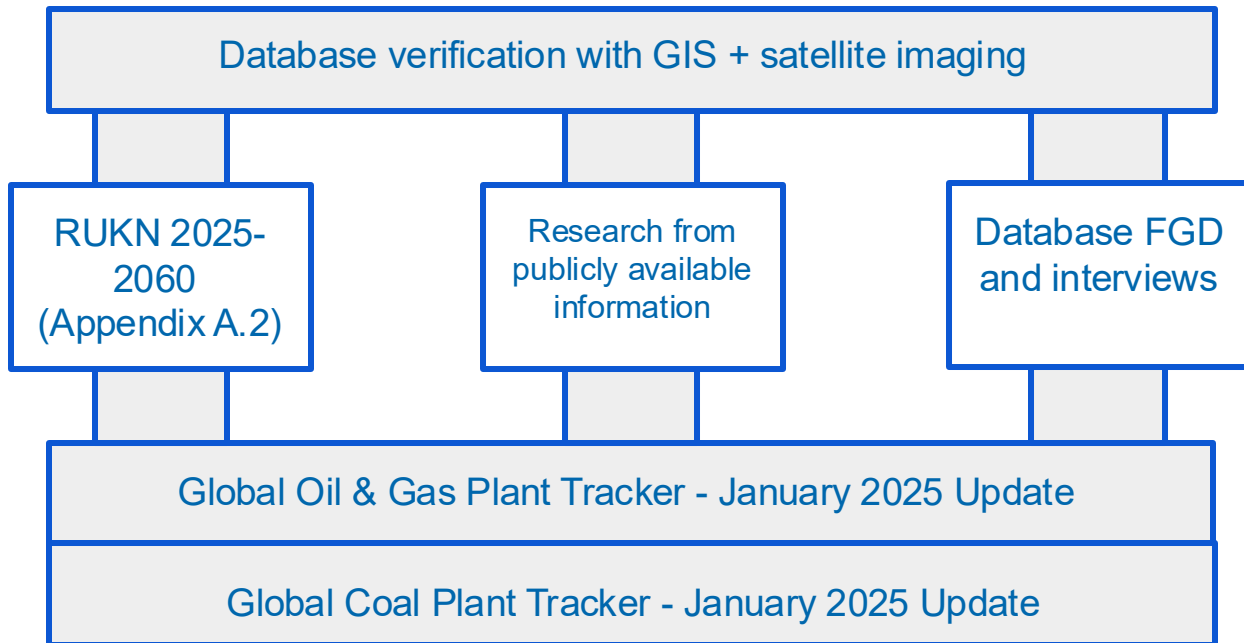 Database verification with GIS + satellite imaging
RUKN 2025-
2060
(Appendix A.2)
Research from
publicly available
information
Database FGD
and interviews
Global Oil & Gas Plant Tracker - January 2025 Update
Global Coal Plant Tracker - January 2025 Update